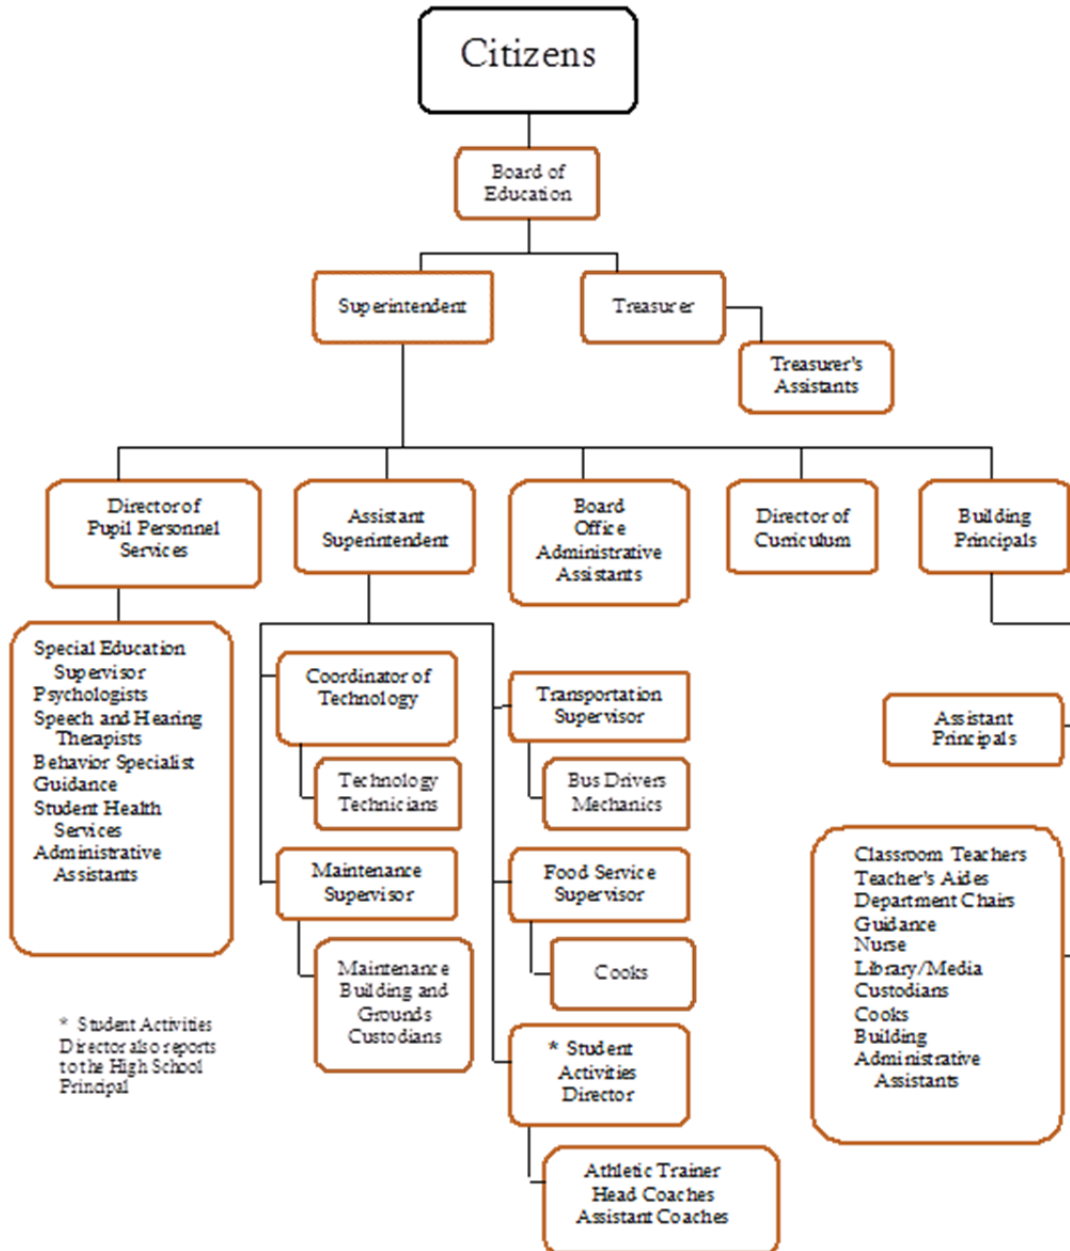 Citizens
Board of
Education
Superintendent
Treasurer
Treasurer's
Assistants
Director of
Pupil Personnel
Services
Assistant
Superintendent
Board
Office
Administrative
Assistants
Director of
Curriculum
Building
Principals
Special Education
Supervisor
Psychologists
Speech and Hearing
Therapists
Behavior Specialist
Guidance
Student Health
Services
Administrative
Assistants
Coordinator of
Technology
Technology
Technicians
Maintenance
Supervisor
Maintenance
Building and
Grounds
Custodians
Transportation
Supervisor
Bus Drivers
Mechanics
Food Service
Supervisor
Cooks
* Student
Activities
Director
Athletic Trainer
Head Coaches
Assistant Coaches
Assistant
Principals
Classroom Teachers
Teacher's Aides
Department Chairs
Guidance
Nurse
Library/Media
Custodians
Cooks
Building
Administrative
Assistants
* Student Activities
Director also reports
to the High School
Principal